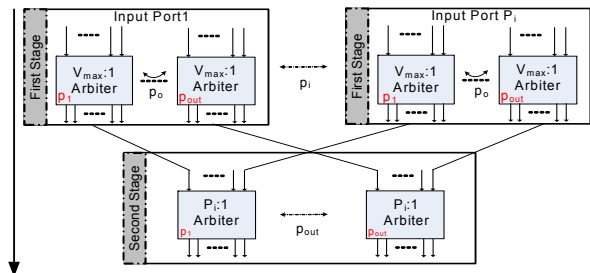 Input Port1
First Stage
Vmax:1
Arbiter
p1
po
Vmax:1
Arbiter
pout
pi
Input Port Pi
First Stage
Vmax:1
Arbiter
p1
po
Vmax:1
Arbiter
pout
Second Stage
Pi:1
Arbiter
p1
pout
Pi:1
Arbiter
pout